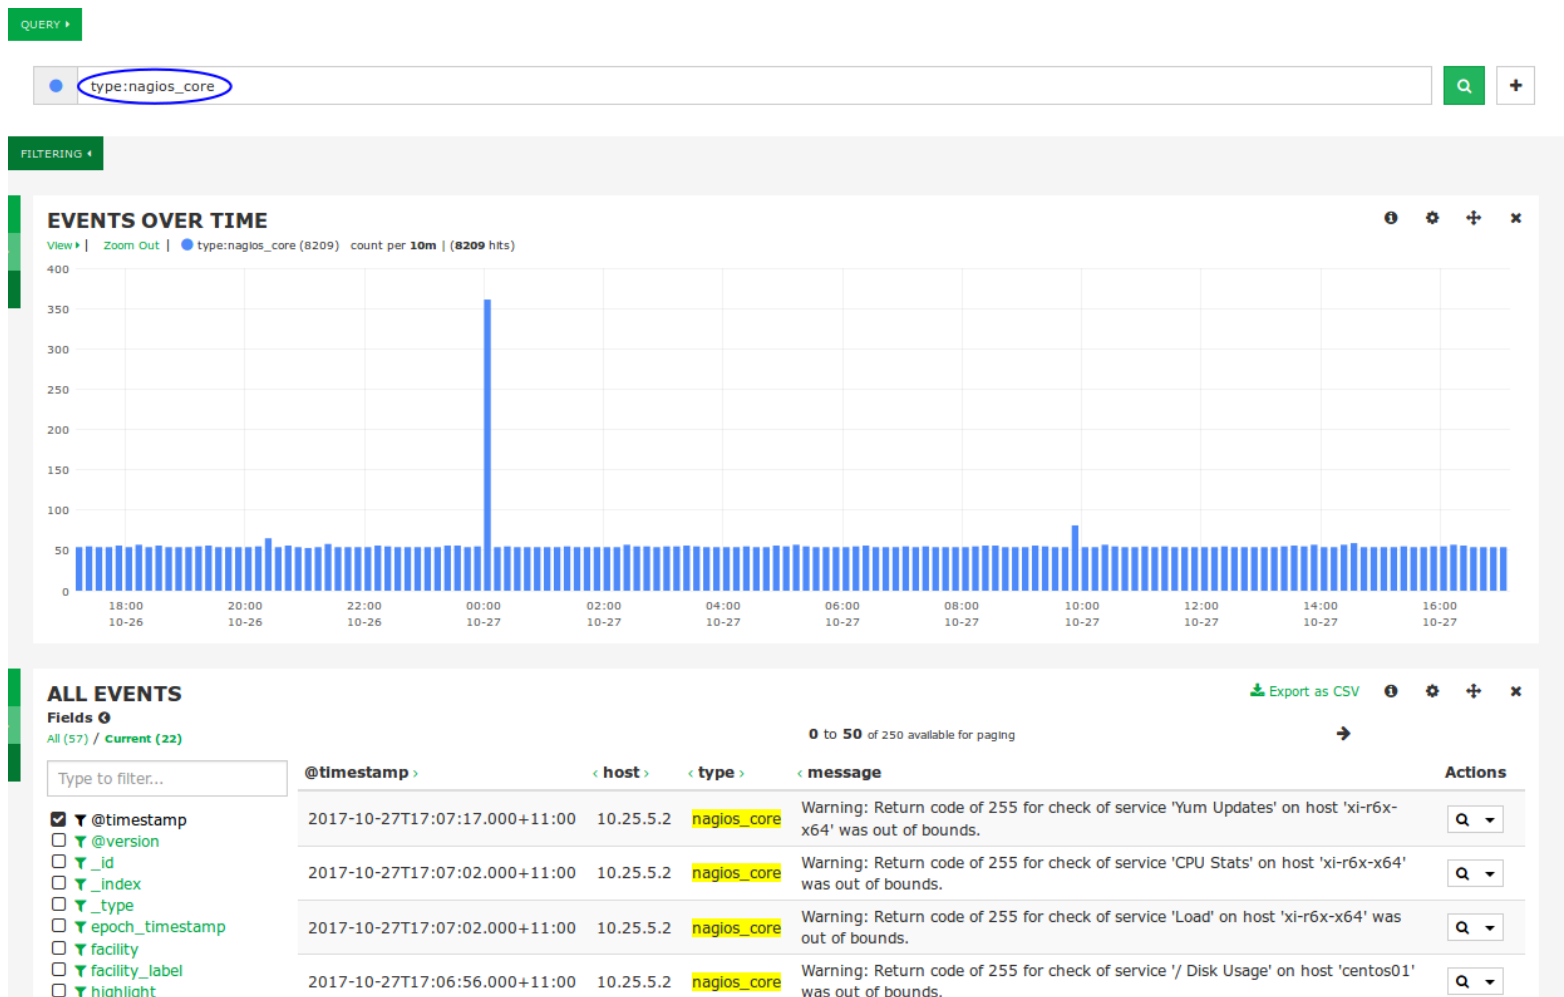 QUERY
type:nagios_core
FILTERING
EVENTS OVER TIME
View | Zoom Out | type:nagios_core (8209) count per 10m | (8209 hits)
400
350
300
250
200
150
100
50
0
18:00 20:00 22:00 00:00 02:00 04:00 06:00 08:00 10:00 12:00 14:00 16:00
10-26 10-26 10-26 10-27 10-27 10-27 10-27 10-27 10-27 10-27 10-27 10-27
ALL EVENTS
Export as CSV
Fields
All (57) / Current (22)
0 to 50 of 250 available for paging
Type to filter...
@timestamp
@version
_id
_index
_type
epoch_timestamp
facility
facility_label
highlight
@timestamp host type message Actions
2017-10-27T17:07:17.000+11:00 10.25.5.2 nagios_core Warning: Return code of 255 for check of service 'Yum Updates' on host 'xi-r6x-
x64' was out of bounds.
2017-10-27T17:07:02.000+11:00 10.25.5.2 nagios_core Warning: Return code of 255 for check of service 'CPU Stats' on host 'xi-r6x-x64'
was out of bounds.
2017-10-27T17:07:02.000+11:00 10.25.5.2 nagios_core Warning: Return code of 255 for check of service 'Load' on host 'xi-r6x-x64' was
out of bounds.
2017-10-27T17:06:56.000+11:00 10.25.5.2 nagios_core Warning: Return code of 255 for check of service '/ Disk Usage' on host 'centos01'
was out of bounds.